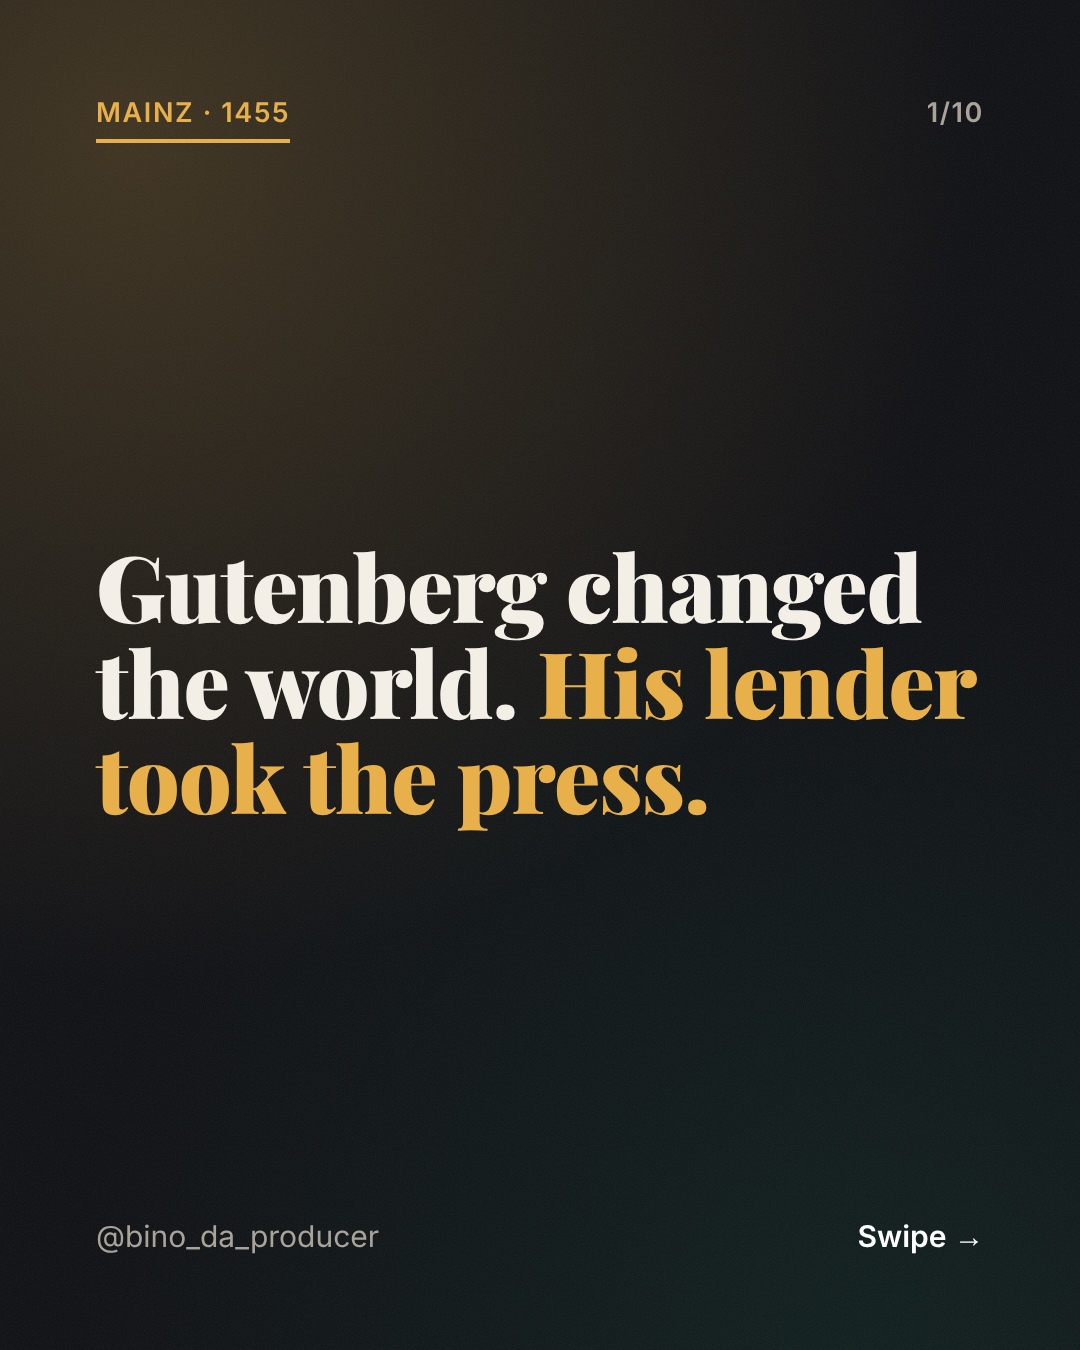 MAINZ · 1455
1/10
Gutenberg changed
the world. His lender
took the press.
@bino_da_producer
Swipe →